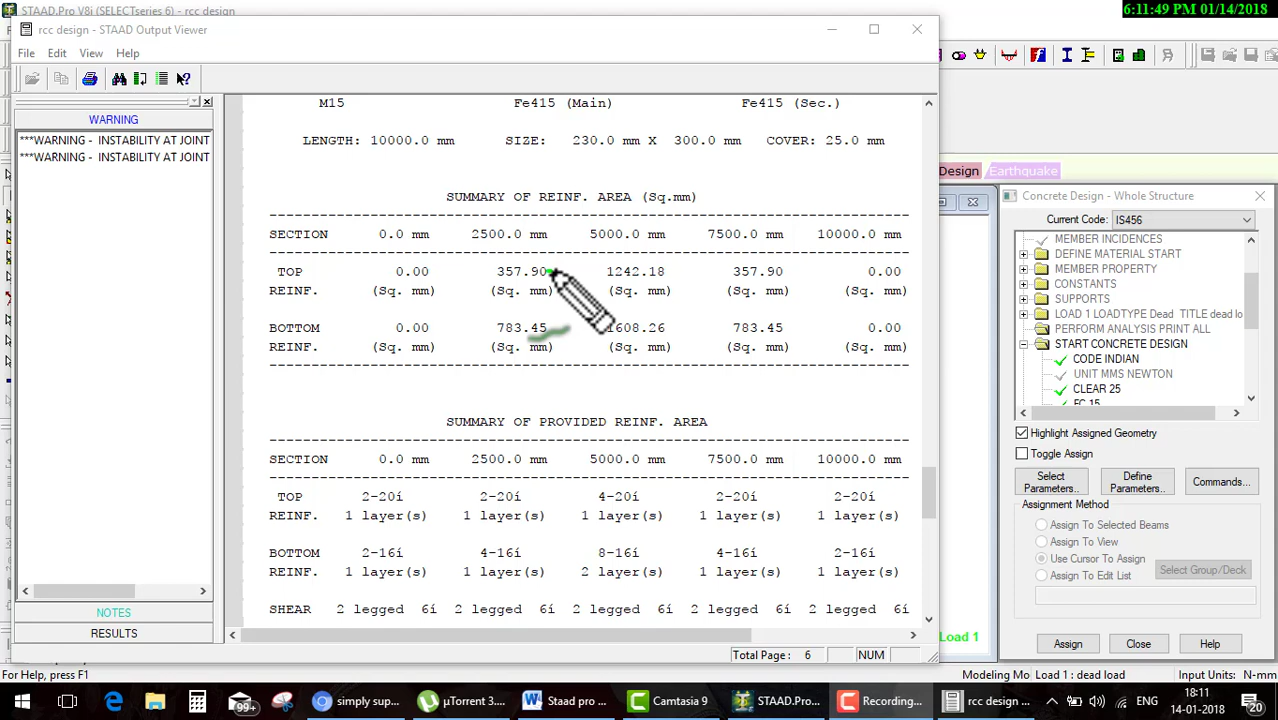 STAAD.Pro V8i (SELECTseries 6) - rcc design
6:11:49 PM 01/14/2018
rcc design - STAAD Output Viewer
File Edit View Help
WARNING
***WARNING - INSTABILITY AT JOINT
***WARNING - INSTABILITY AT JOINT
NOTES
RESULTS
M15 Fe415 (Main) Fe415 (Sec.)
LENGTH: 10000.0 mm SIZE: 230.0 mm X 300.0 mm COVER: 25.0 mm
SUMMARY OF REINF. AREA (Sq.mm)
SECTION 0.0 mm 2500.0 mm 5000.0 mm 7500.0 mm 10000.0 mm
TOP 0.00 357.90 1242.18 357.90 0.00
REINF. (Sq. mm) (Sq. mm) (Sq. mm) (Sq. mm) (Sq. mm)
BOTTOM 0.00 783.45 1608.26 783.45 0.00
REINF. (Sq. mm) (Sq. mm) (Sq. mm) (Sq. mm) (Sq. mm)
SUMMARY OF PROVIDED REINF. AREA
SECTION 0.0 mm 2500.0 mm 5000.0 mm 7500.0 mm 10000.0 mm
TOP 2-20í 2-20í 4-20í 2-20í 2-20í
REINF. 1 layer(s) 1 layer(s) 1 layer(s) 1 layer(s) 1 layer(s)
BOTTOM 2-16í 4-16í 8-16í 4-16í 2-16í
REINF. 1 layer(s) 1 layer(s) 2 layer(s) 1 layer(s) 1 layer(s)
SHEAR 2 legged 6í 2 legged 6í 2 legged 6í 2 legged 6í 2 legged 6í
Total Page: 6 NUM
Design Earthquake
Concrete Design - Whole Structure
Current Code: IS456
MEMBER INCIDENCES
DEFINE MATERIAL START
MEMBER PROPERTY
CONSTANTS
SUPPORTS
LOAD 1 LOADTYPE Dead TITLE dead lo
PERFORM ANALYSIS PRINT ALL
START CONCRETE DESIGN
CODE INDIAN
UNIT MMS NEWTON
CLEAR 25
FC 15
Highlight Assigned Geometry
Toggle Assign
Select Parameters..
Define Parameters..
Commands...
Assignment Method
Assign To Selected Beams
Assign To View
Use Cursor To Assign
Select Group/Deck
Assign To Edit List
Assign Close Help
Load 1
For Help, press F1
Modeling Mo Load 1 : dead load Input Units: N-mm
99+
simply sup...
µTorrent 3....
Staad pro ...
Camtasia 9
STAAD.Pro...
Recording...
rcc design ...
ENG
18:11
14-01-2018
20